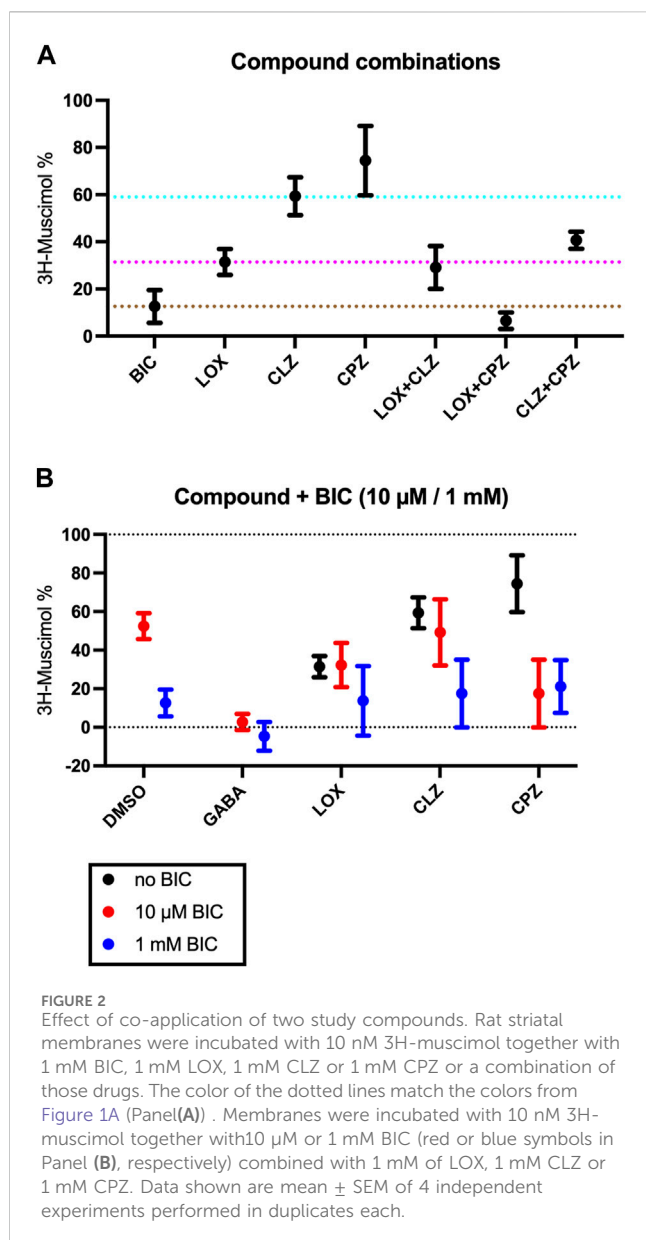 A
Compound combinations
100
80
60
40
20
0
3H-Muscimol %
BIC
LOX
CLZ
CPZ
LOX+CLZ
LOX+CPZ
CLZ+CPZ
B
Compound + BIC (10 µM / 1 mM)
100
80
60
40
20
0
-20
3H-Muscimol %
DMSO
GABA
LOX
CLZ
CPZ
no BIC
10 µM BIC
1 mM BIC
FIGURE 2
Effect of co-application of two study compounds. Rat striatal
membranes were incubated with 10 nM 3H-muscimol together with
1 mM BIC, 1 mM LOX, 1 mM CLZ or 1 mM CPZ or a combination of
those drugs. The color of the dotted lines match the colors from
Figure 1A (Panel(A)) . Membranes were incubated with 10 nM 3H-
muscimol together with10 µM or 1 mM BIC (red or blue symbols in
Panel (B), respectively) combined with 1 mM of LOX, 1 mM CLZ or
1 mM CPZ. Data shown are mean ± SEM of 4 independent
experiments performed in duplicates each.